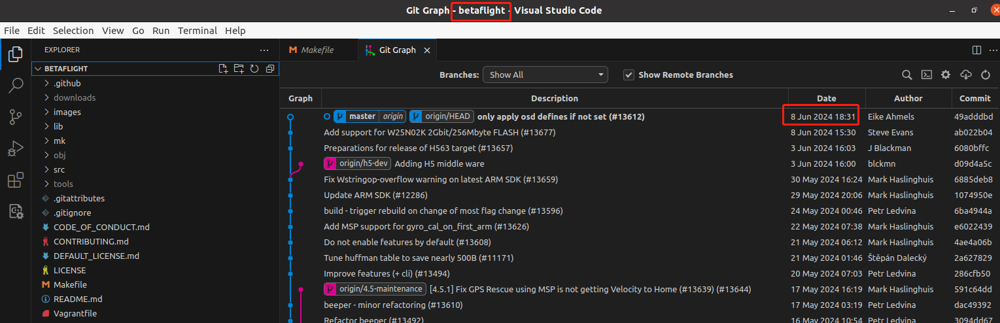 Git Graph - betaflight - Visual Studio Code
File Edit Selection View Go Run Terminal Help
EXPLORER ...
Makefile
Git Graph
BETAFLIGHT
.github
downloads
images
lib
mk
obj
src
tools
.gitattributes
.gitignore
CODE_OF_CONDUCT.md
CONTRIBUTING.md
DEFAULT_LICENSE.md
LICENSE
Makefile
README.md
Vagrantfile
Branches: Show All Show Remote Branches
Graph Description Date Author Commit
master origin origin/HEAD only apply osd defines if not set (#13612) 8 Jun 2024 18:31 Eike Ahmels 49adddbd
Add support for W25N02K 2Gbit/256Mbyte FLASH (#13677) 8 Jun 2024 15:30 Steve Evans ab022b04
Preparations for release of H563 target (#13657) 3 Jun 2024 16:03 J Blackman 6080bffc
origin/h5-dev Adding H5 middle ware 3 Jun 2024 16:00 blckmn d09d4a5c
Fix Wstringop-overflow warning on latest ARM SDK (#13659) 30 May 2024 16:24 Mark Haslinghuis 6885deb8
Update ARM SDK (#12286) 29 May 2024 20:06 Mark Haslinghuis 1074950e
build - trigger rebuild on change of most flag change (#13596) 24 May 2024 00:46 Petr Ledvina 6ba4944a
Add MSP support for gyro_cal_on_first_arm (#13626) 22 May 2024 07:38 Mark Haslinghuis e6022439
Do not enable features by default (#13608) 21 May 2024 06:12 Mark Haslinghuis 4ae4a06b
Tune huffman table to save nearly 500B (#11171) 21 May 2024 01:46 Štěpán Dalecký 2a627829
Improve features (+ cli) (#13494) 20 May 2024 07:03 Petr Ledvina 286cfb50
origin/4.5-maintenance [4.5.1] Fix GPS Rescue using MSP is not getting Velocity to Home (#13639) (#13644) 17 May 2024 16:19 Mark Haslinghuis 591c64dd
beeper - minor refactoring (#13610) 17 May 2024 03:19 Petr Ledvina dac49392
Refactor beeper (#13492) 16 May 2024 10:54 Petr Ledvina 3094dd67